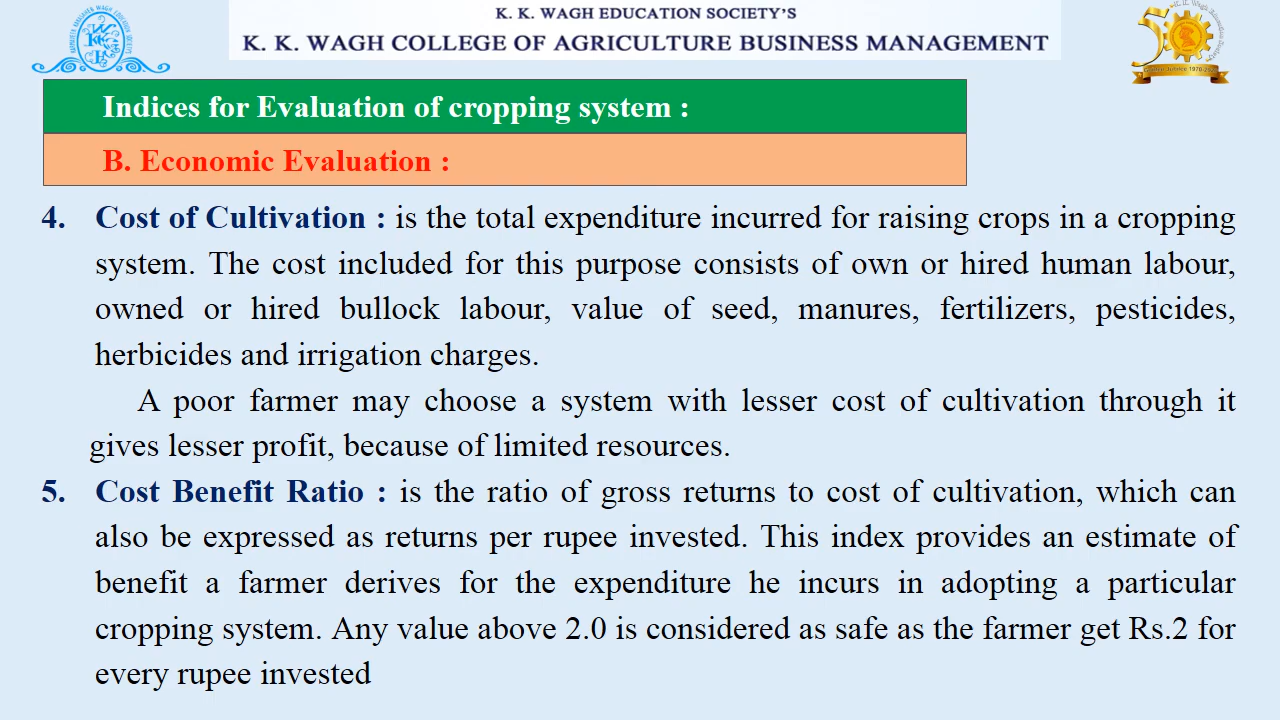 K. K. WAGH EDUCATION SOCIETY'S
K. K. WAGH COLLEGE OF AGRICULTURE BUSINESS MANAGEMENT
Indices for Evaluation of cropping system :
B. Economic Evaluation :
4. Cost of Cultivation : is the total expenditure incurred for raising crops in a cropping
system. The cost included for this purpose consists of own or hired human labour,
owned or hired bullock labour, value of seed, manures, fertilizers, pesticides,
herbicides and irrigation charges.
A poor farmer may choose a system with lesser cost of cultivation through it
gives lesser profit, because of limited resources.
5. Cost Benefit Ratio : is the ratio of gross returns to cost of cultivation, which can
also be expressed as returns per rupee invested. This index provides an estimate of
benefit a farmer derives for the expenditure he incurs in adopting a particular
cropping system. Any value above 2.0 is considered as safe as the farmer get Rs.2 for
every rupee invested